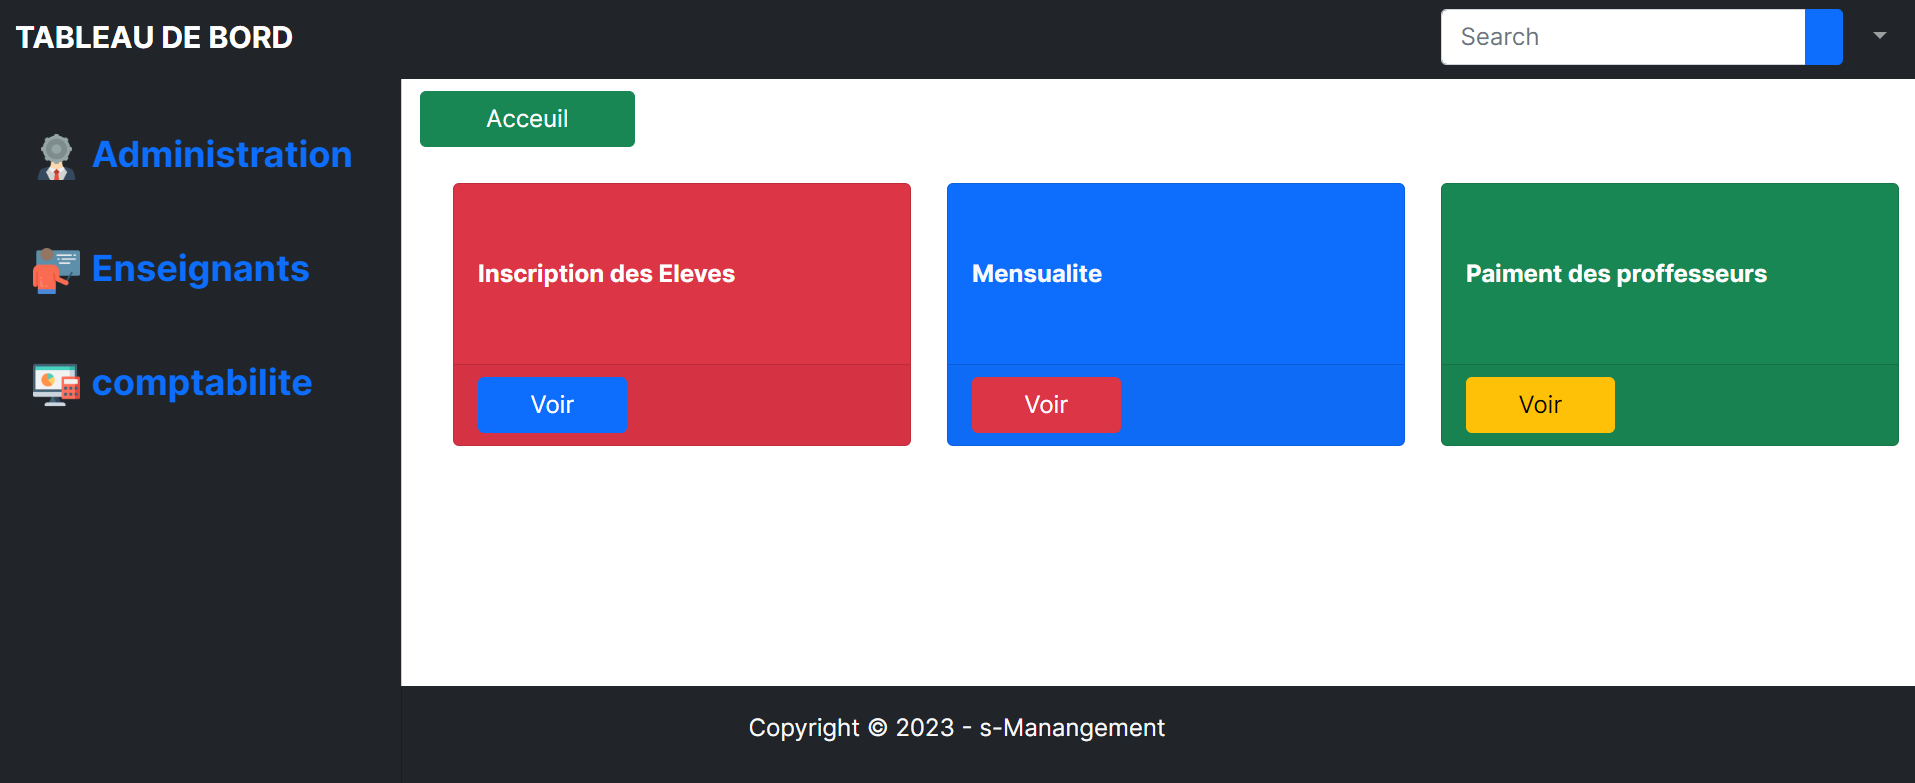 TABLEAU DE BORD
Search
Administration
Enseignants
comptabilite
Acceuil
Inscription des Eleves
Voir
Mensualite
Voir
Paiment des proffesseurs
Voir
Copyright © 2023 - s-Manangement